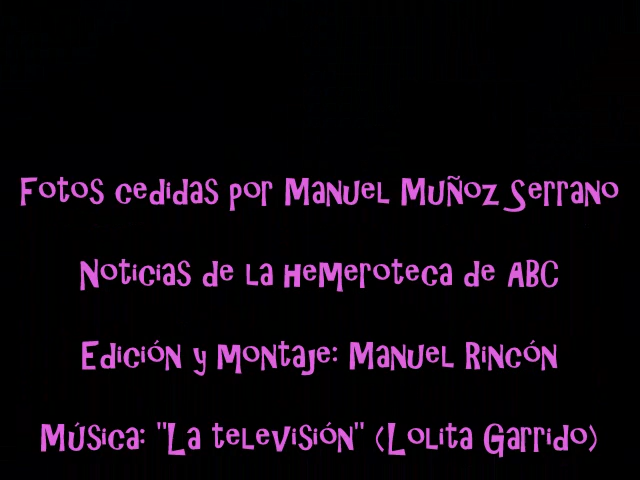 Fotos cedidas por Manuel Muñoz Serrano
Noticias de la Hemeroteca de ABC
Edición y Montaje: Manuel Rincón
Música: "La televisión" (Lolita Garrido)